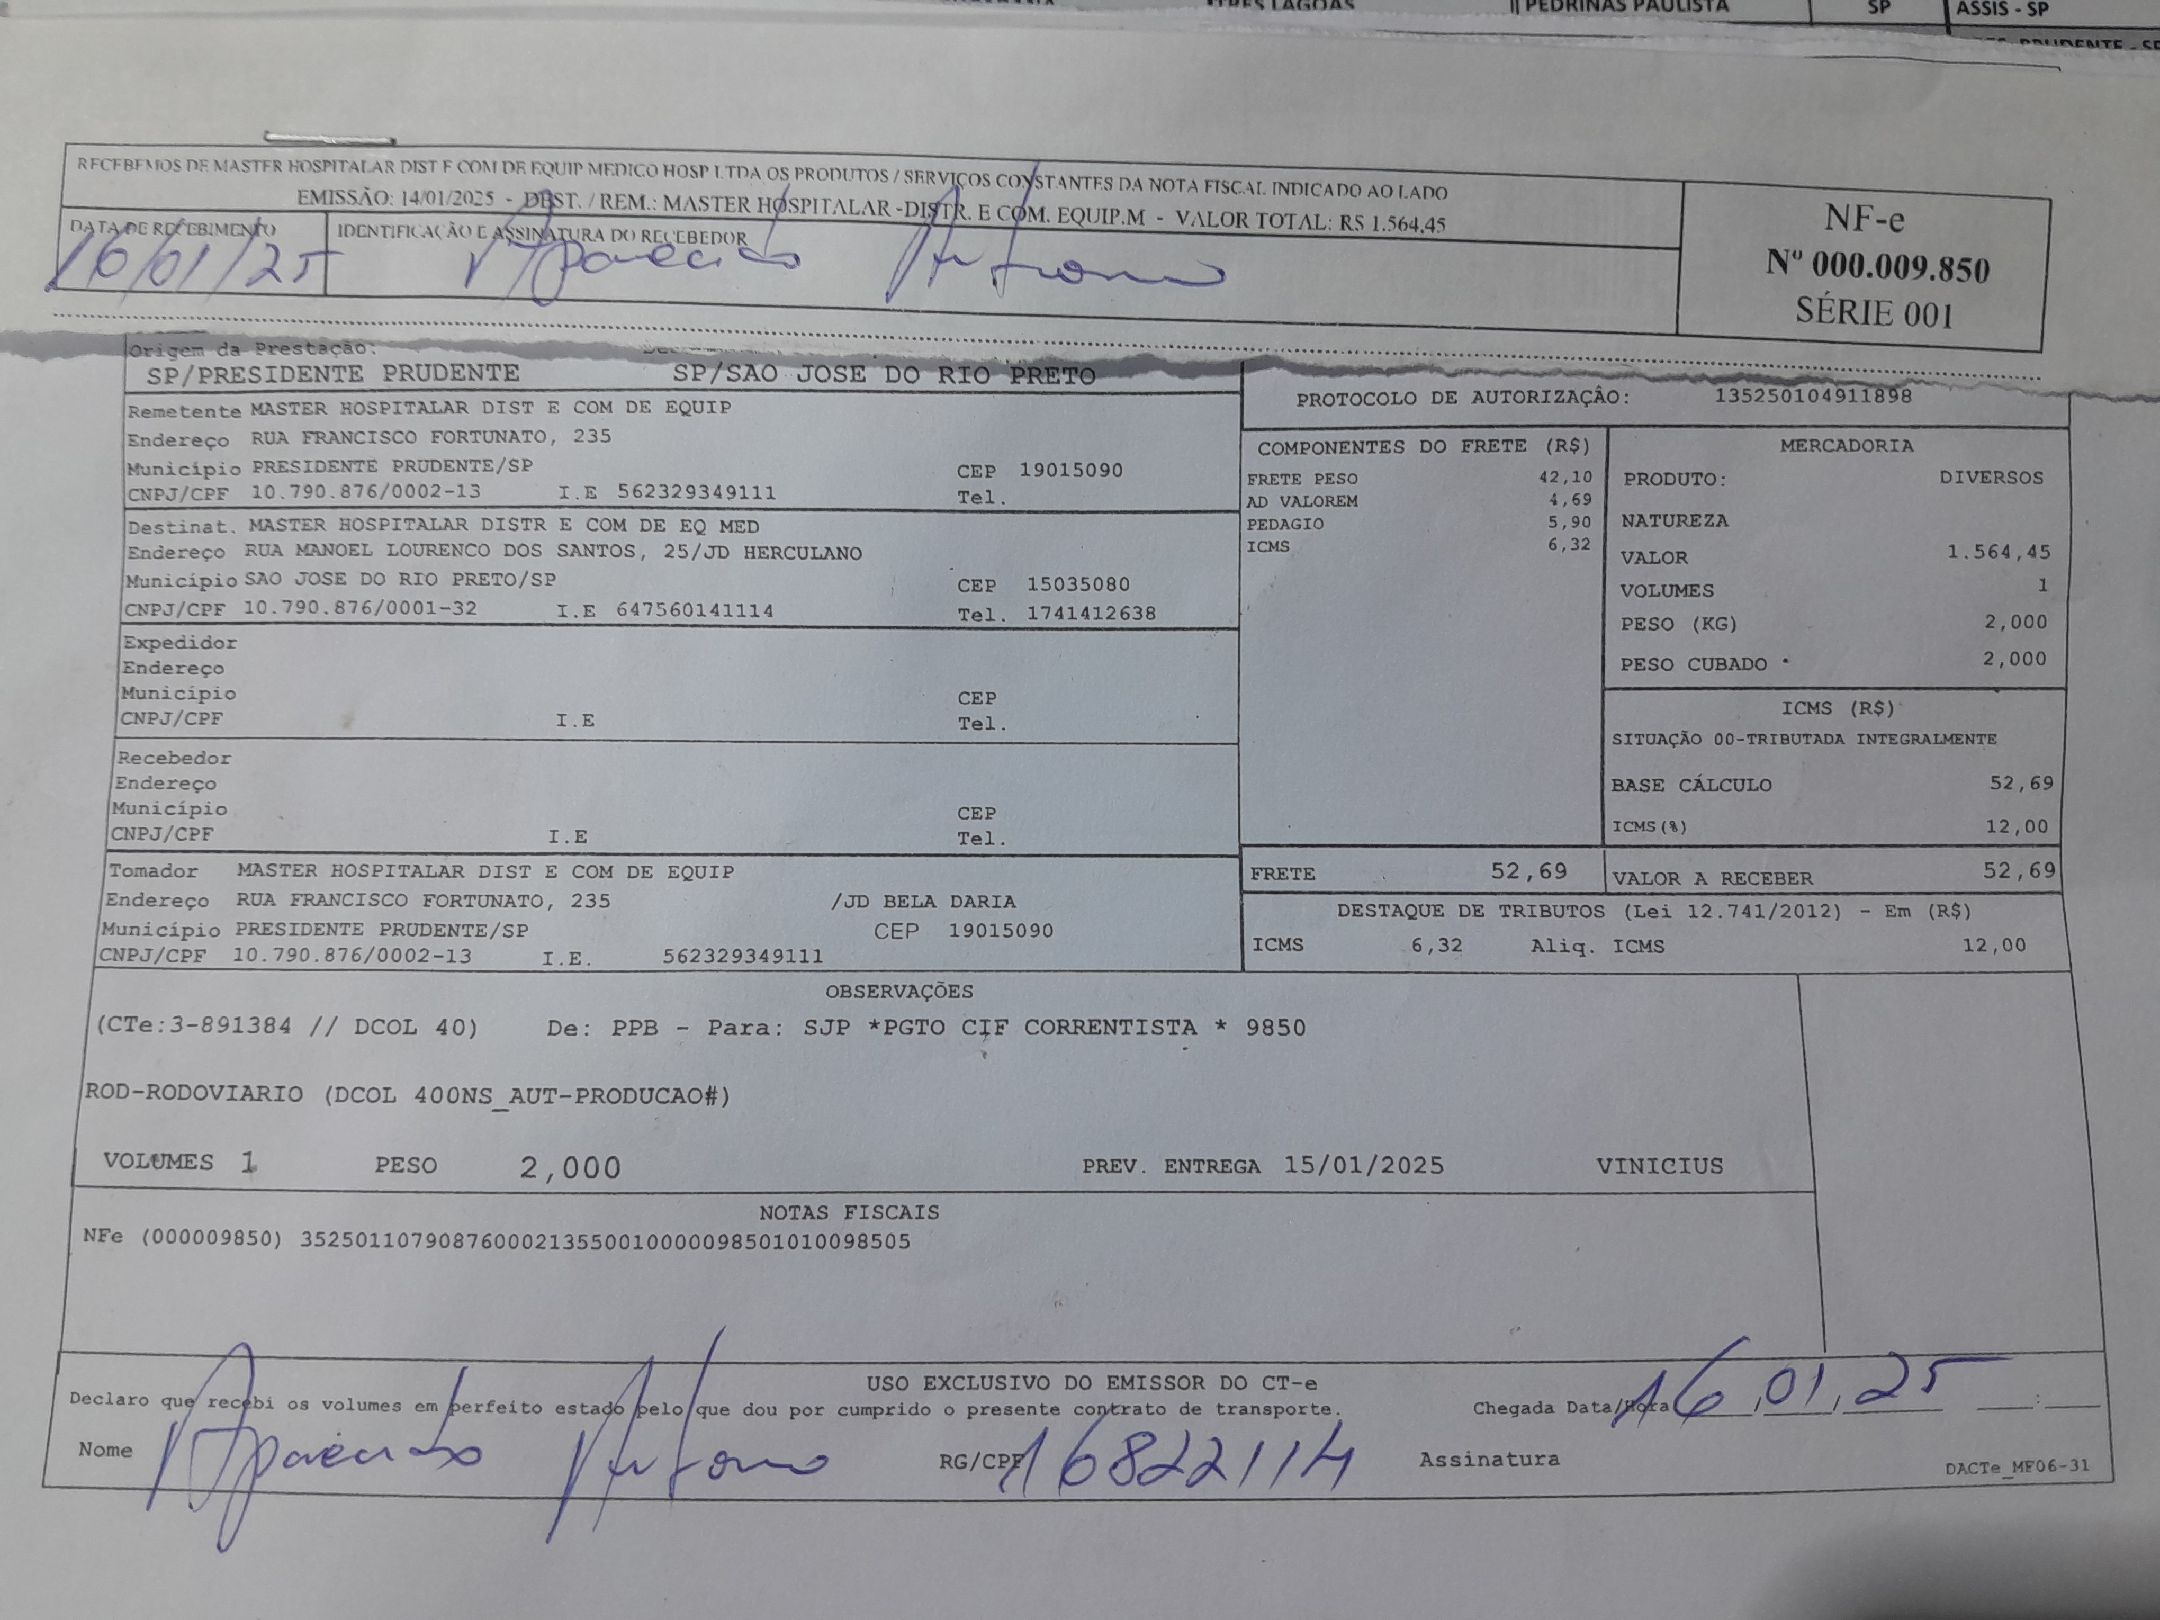 PEDRINAS PAULISTA SP ASSIS - SP
RECEBEMOS DE MASTER HOSPITALAR DIST E COM DE EQUIP MEDICO HOSP LTDA OS PRODUTOS / SERVIÇOS CONSTANTES DA NOTA FISCAL INDICADO AO LADO
EMISSÃO: 14/01/2025 - DEST. / REM.: MASTER HOSPITALAR -DISTR. E COM. EQUIP.M - VALOR TOTAL: R$ 1.564,45
DATA DE RECEBIMENTO IDENTIFICAÇÃO E ASSINATURA DO RECEBEDOR
16/01/25 Aparecido Antonio
NF-e
Nº 000.009.850
SÉRIE 001
Origem da Prestação:
SP/PRESIDENTE PRUDENTE SP/SAO JOSE DO RIO PRETO
PROTOCOLO DE AUTORIZAÇÃO: 135250104911898
Remetente MASTER HOSPITALAR DIST E COM DE EQUIP
Endereço RUA FRANCISCO FORTUNATO, 235
Município PRESIDENTE PRUDENTE/SP CEP 19015090
CNPJ/CPF 10.790.876/0002-13 I.E 562329349111 Tel.
Destinat. MASTER HOSPITALAR DISTR E COM DE EQ MED
Endereço RUA MANOEL LOURENCO DOS SANTOS, 25/JD HERCULANO
Município SAO JOSE DO RIO PRETO/SP CEP 15035080
CNPJ/CPF 10.790.876/0001-32 I.E 647560141114 Tel. 1741412638
Expedidor
Endereço
Município CEP
CNPJ/CPF I.E Tel.
Recebedor
Endereço
Município CEP
CNPJ/CPF I.E Tel.
Tomador MASTER HOSPITALAR DIST E COM DE EQUIP
Endereço RUA FRANCISCO FORTUNATO, 235 /JD BELA DARIA
Município PRESIDENTE PRUDENTE/SP CEP 19015090
CNPJ/CPF 10.790.876/0002-13 I.E. 562329349111
COMPONENTES DO FRETE (R$)
FRETE PESO 42,10
AD VALOREM 4,69
PEDAGIO 5,90
ICMS 6,32
MERCADORIA
PRODUTO: DIVERSOS
NATUREZA
VALOR 1.564,45
VOLUMES 1
PESO (KG) 2,000
PESO CUBADO 2,000
ICMS (R$)
SITUAÇÃO 00-TRIBUTADA INTEGRALMENTE
BASE CÁLCULO 52,69
ICMS(%) 12,00
FRETE 52,69 VALOR A RECEBER 52,69
DESTAQUE DE TRIBUTOS (Lei 12.741/2012) - Em (R$)
ICMS 6,32 Aliq. ICMS 12,00
OBSERVAÇÕES
(CTe:3-891384 // DCOL 40) De: PPB - Para: SJP *PGTO CIF CORRENTISTA * 9850
ROD-RODOVIARIO (DCOL 400NS_AUT-PRODUCAO#)
VOLUMES 1 PESO 2,000 PREV. ENTREGA 15/01/2025 VINICIUS
NOTAS FISCAIS
NFe (000009850) 35250110790876000213550010000098501010098505
USO EXCLUSIVO DO EMISSOR DO CT-e
Declaro que recebi os volumes em perfeito estado pelo que dou por cumprido o presente contrato de transporte. Chegada Data/Hora 16/01/25 :
Nome Aparecido Antonio RG/CPF 168222114 Assinatura
DACTe_MF06-31